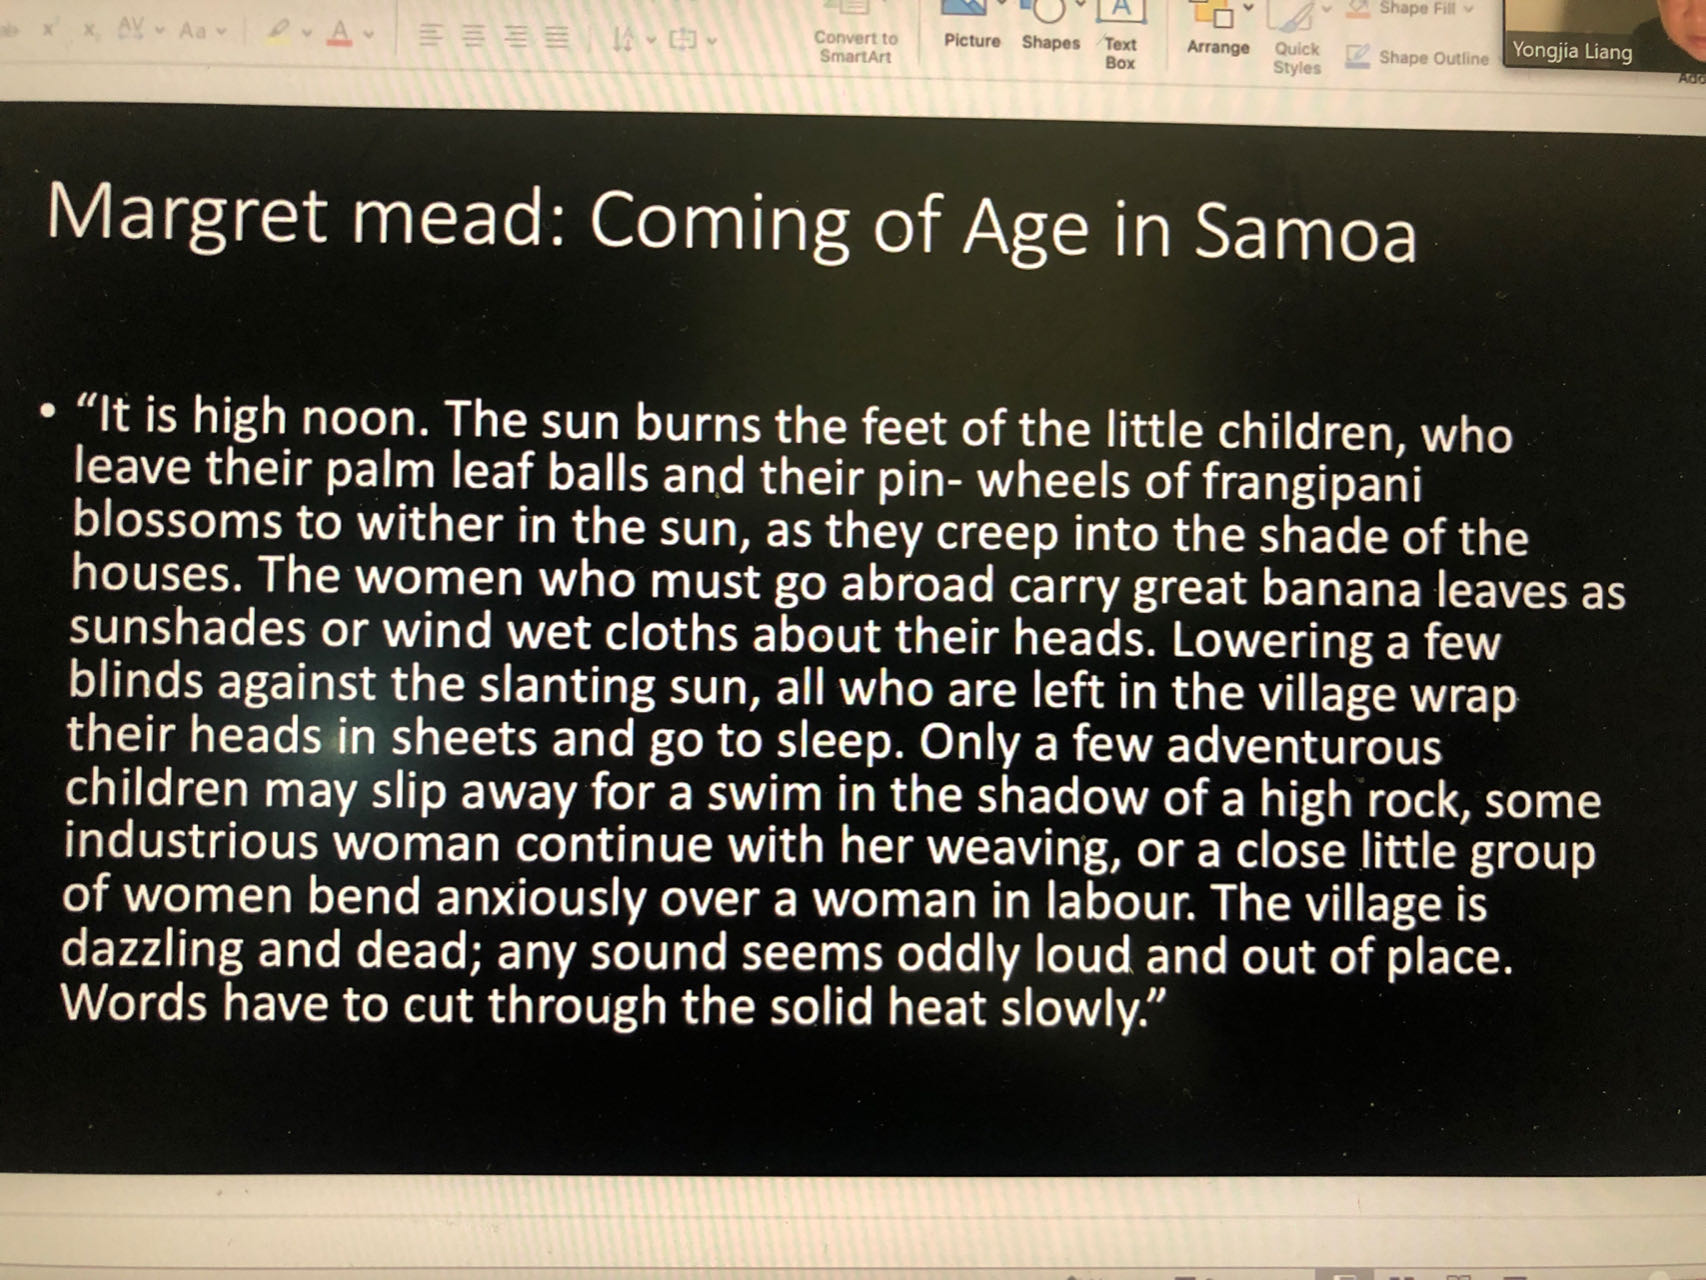 Aa
A
Convert to
SmartArt
Picture
Shapes
Text
Box
Arrange
Quick
Styles
Shape Fill
Shape Outline
Yongjia Liang
Margret mead: Coming of Age in Samoa
• “It is high noon. The sun burns the feet of the little children, who
leave their palm leaf balls and their pin- wheels of frangipani
blossoms to wither in the sun, as they creep into the shade of the
houses. The women who must go abroad carry great banana leaves as
sunshades or wind wet cloths about their heads. Lowering a few
blinds against the slanting sun, all who are left in the village wrap
their heads in sheets and go to sleep. Only a few adventurous
children may slip away for a swim in the shadow of a high rock, some
industrious woman continue with her weaving, or a close little group
of women bend anxiously over a woman in labour. The village is
dazzling and dead; any sound seems oddly loud and out of place.
Words have to cut through the solid heat slowly.”